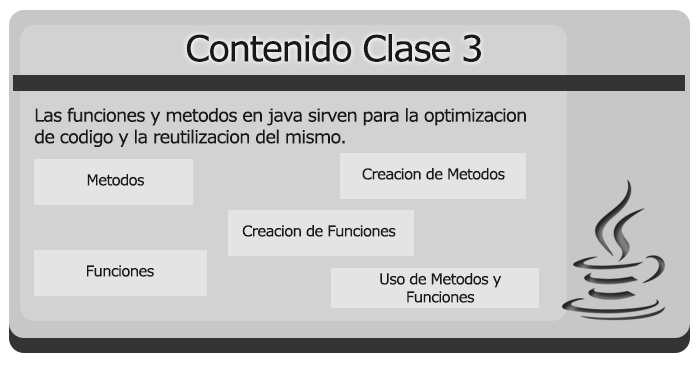 Contenido Clase 3
Las funciones y metodos en java sirven para la optimizacion
de codigo y la reutilizacion del mismo.
Metodos
Creacion de Metodos
Creacion de Funciones
Funciones
Uso de Metodos y
Funciones